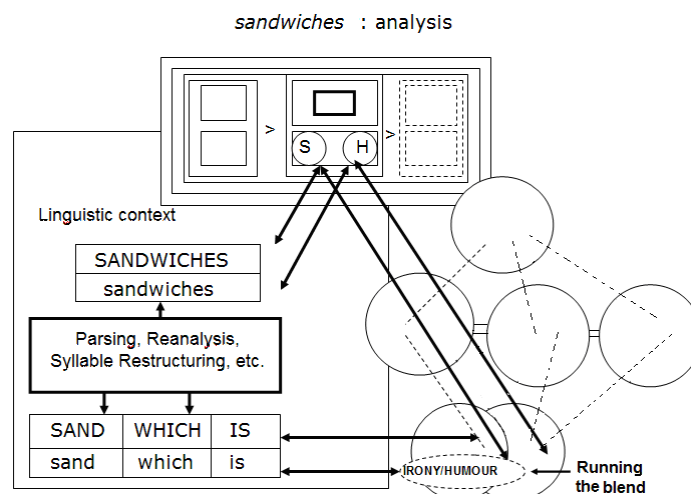 sandwiches : analysis
> >
S H
Linguistic context
SANDWICHES
sandwiches
Parsing, Reanalysis,
Syllable Restructuring, etc.
SAND WHICH IS
sand which is
IRONY/HUMOUR
Running
the blend